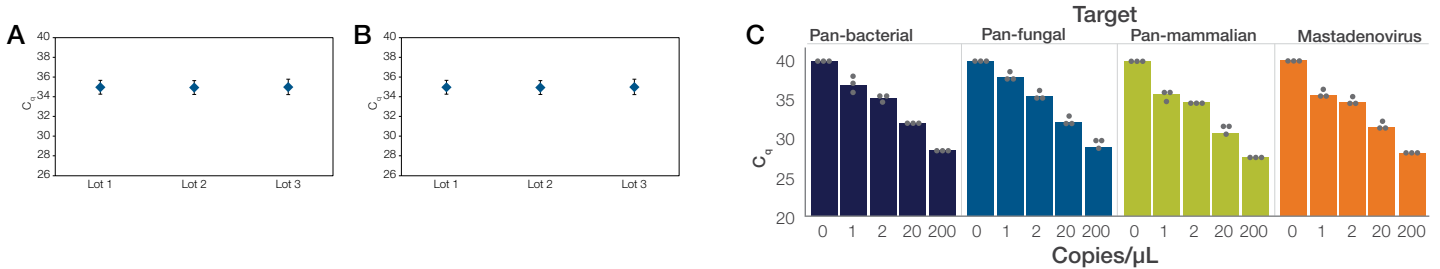 A
40
38
36
34
32
30
28
26
C_q
Lot 1 Lot 2 Lot 3
B
40
38
36
34
32
30
28
26
C_q
Lot 1 Lot 2 Lot 3
C
Target
Pan-bacterial Pan-fungal Pan-mammalian Mastadenovirus
40
35
30
25
20
C_q
0 1 2 20 200 0 1 2 20 200 0 1 2 20 200 0 1 2 20 200
Copies/µL